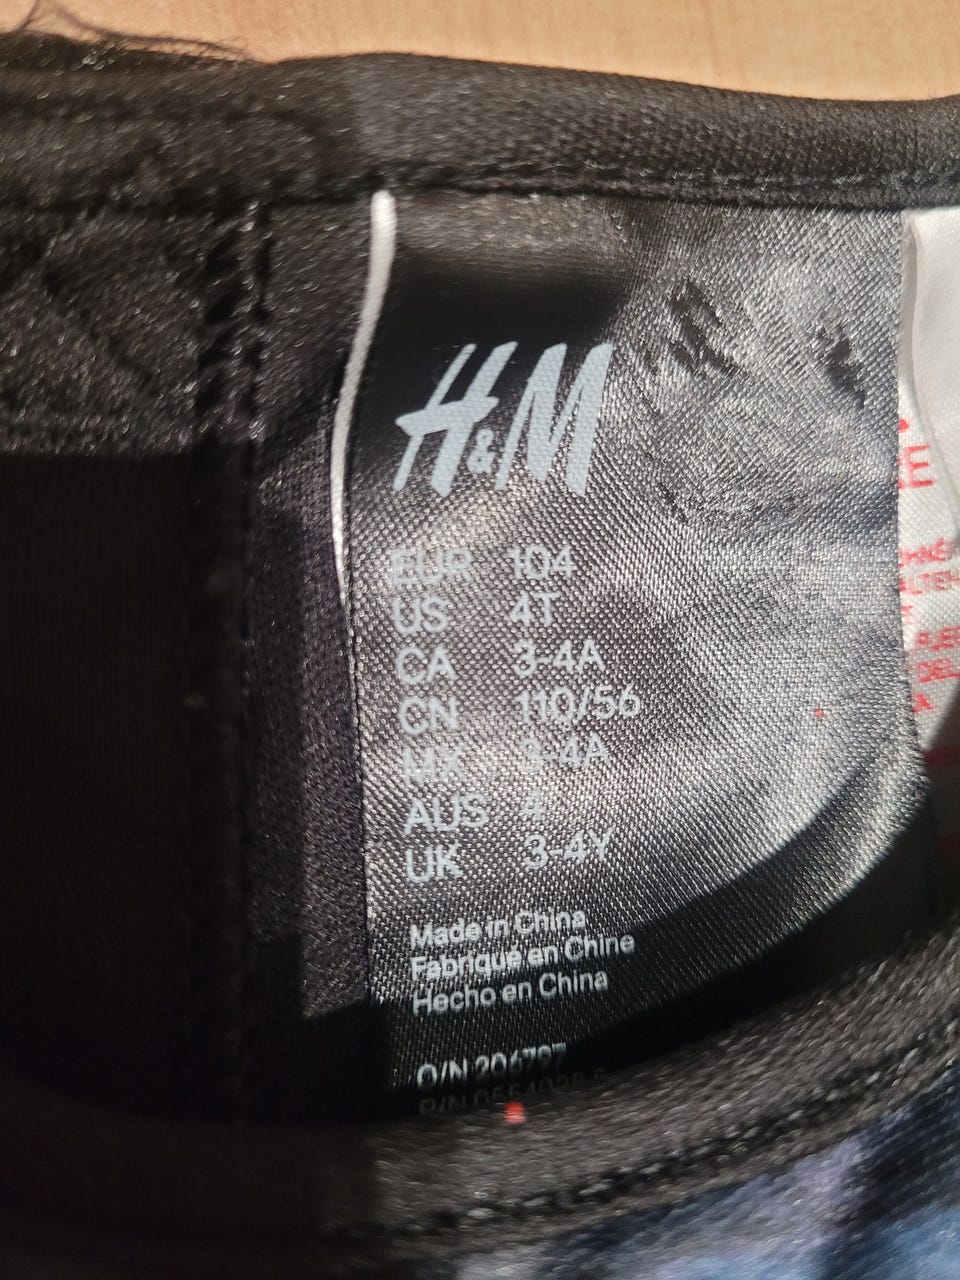 H&M
EUR 104
US 4T
CA 3-4A
CN 110/56
MX 3-4A
AUS 4
UK 3-4Y
Made in China
Fabriqué en Chine
Hecho en China
O/N 206797
P/N